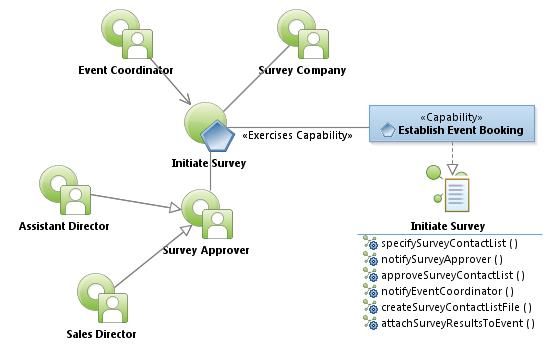 Event Coordinator
Survey Company
«Capability»
Establish Event Booking
«Exercises Capability»
Initiate Survey
Assistant Director
Survey Approver
Sales Director
Initiate Survey
specifySurveyContactList ( )
notifySurveyApprover ( )
approveSurveyContactList ( )
notifyEventCoordinator ( )
createSurveyContactListFile ( )
attachSurveyResultsToEvent ( )